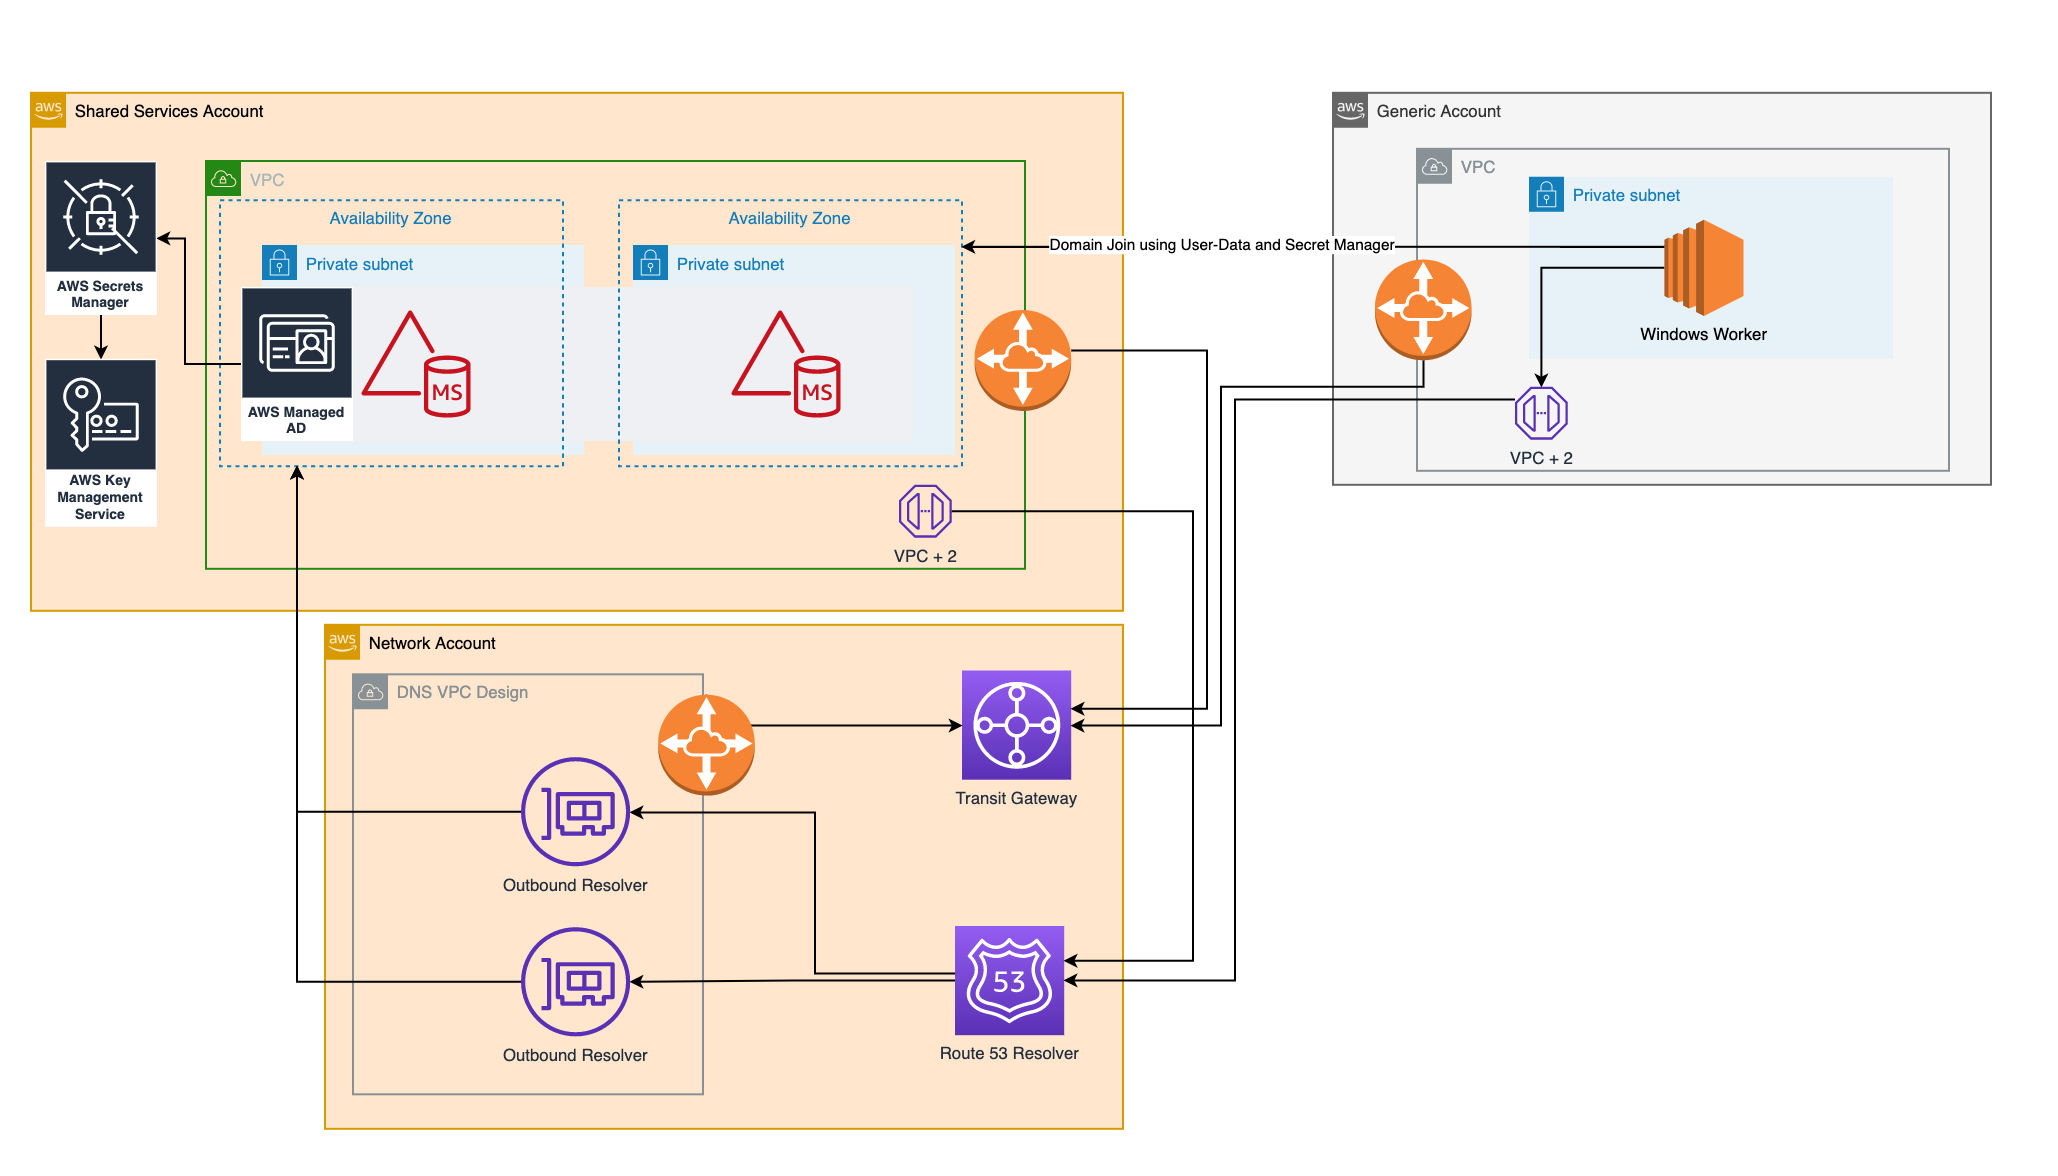 aws
Shared Services Account
AWS Secrets
Manager
AWS Key
Management
Service
VPC
Availability Zone
Private subnet
AWS Managed
AD
MS
Availability Zone
Private subnet
MS
VPC + 2
Domain Join using User-Data and Secret Manager
aws
Generic Account
VPC
Private subnet
Windows Worker
VPC + 2
aws
Network Account
DNS VPC Design
Outbound Resolver
Outbound Resolver
Transit Gateway
53
Route 53 Resolver